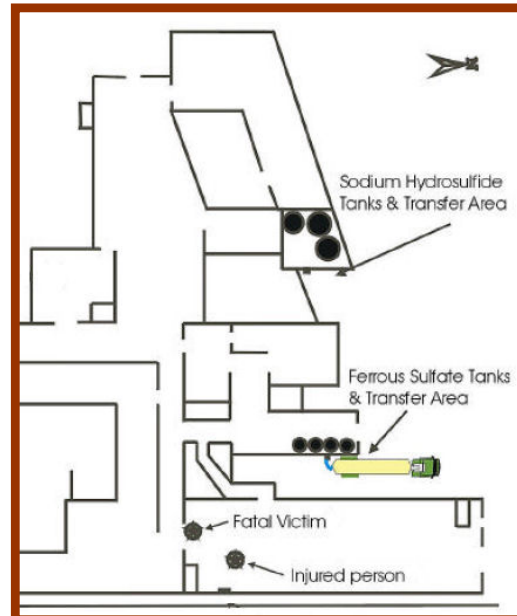 Sodium Hydrosulfide
Tanks & Transfer Area
Ferrous Sulfate Tanks
& Transfer Area
Fatal Victim
Injured person